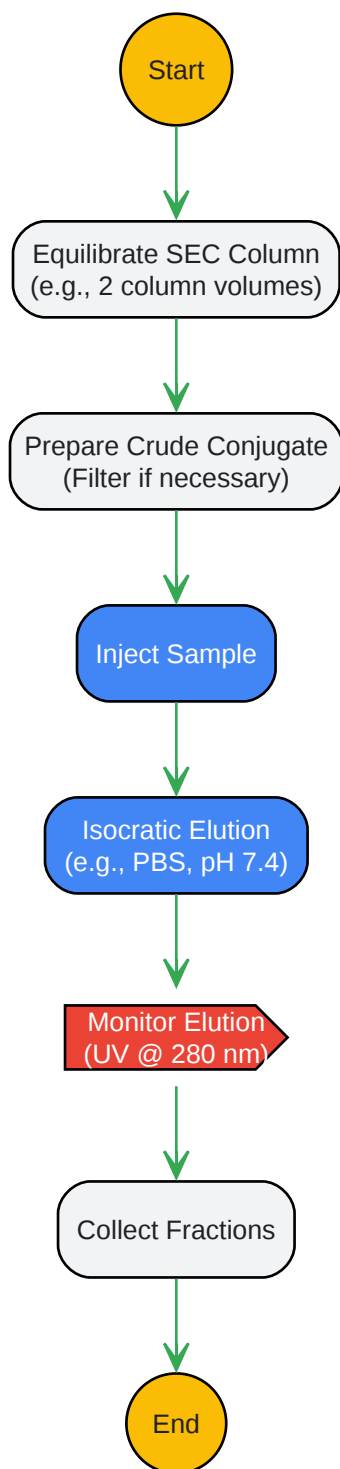 Start
Equilibrate SEC Column
(e.g., 2 column volumes)
Prepare Crude Conjugate
(Filter if necessary)
Inject Sample
Isocratic Elution
(e.g., PBS, pH 7.4)
Monitor Elution
(UV @ 280 nm)
Collect Fractions
End